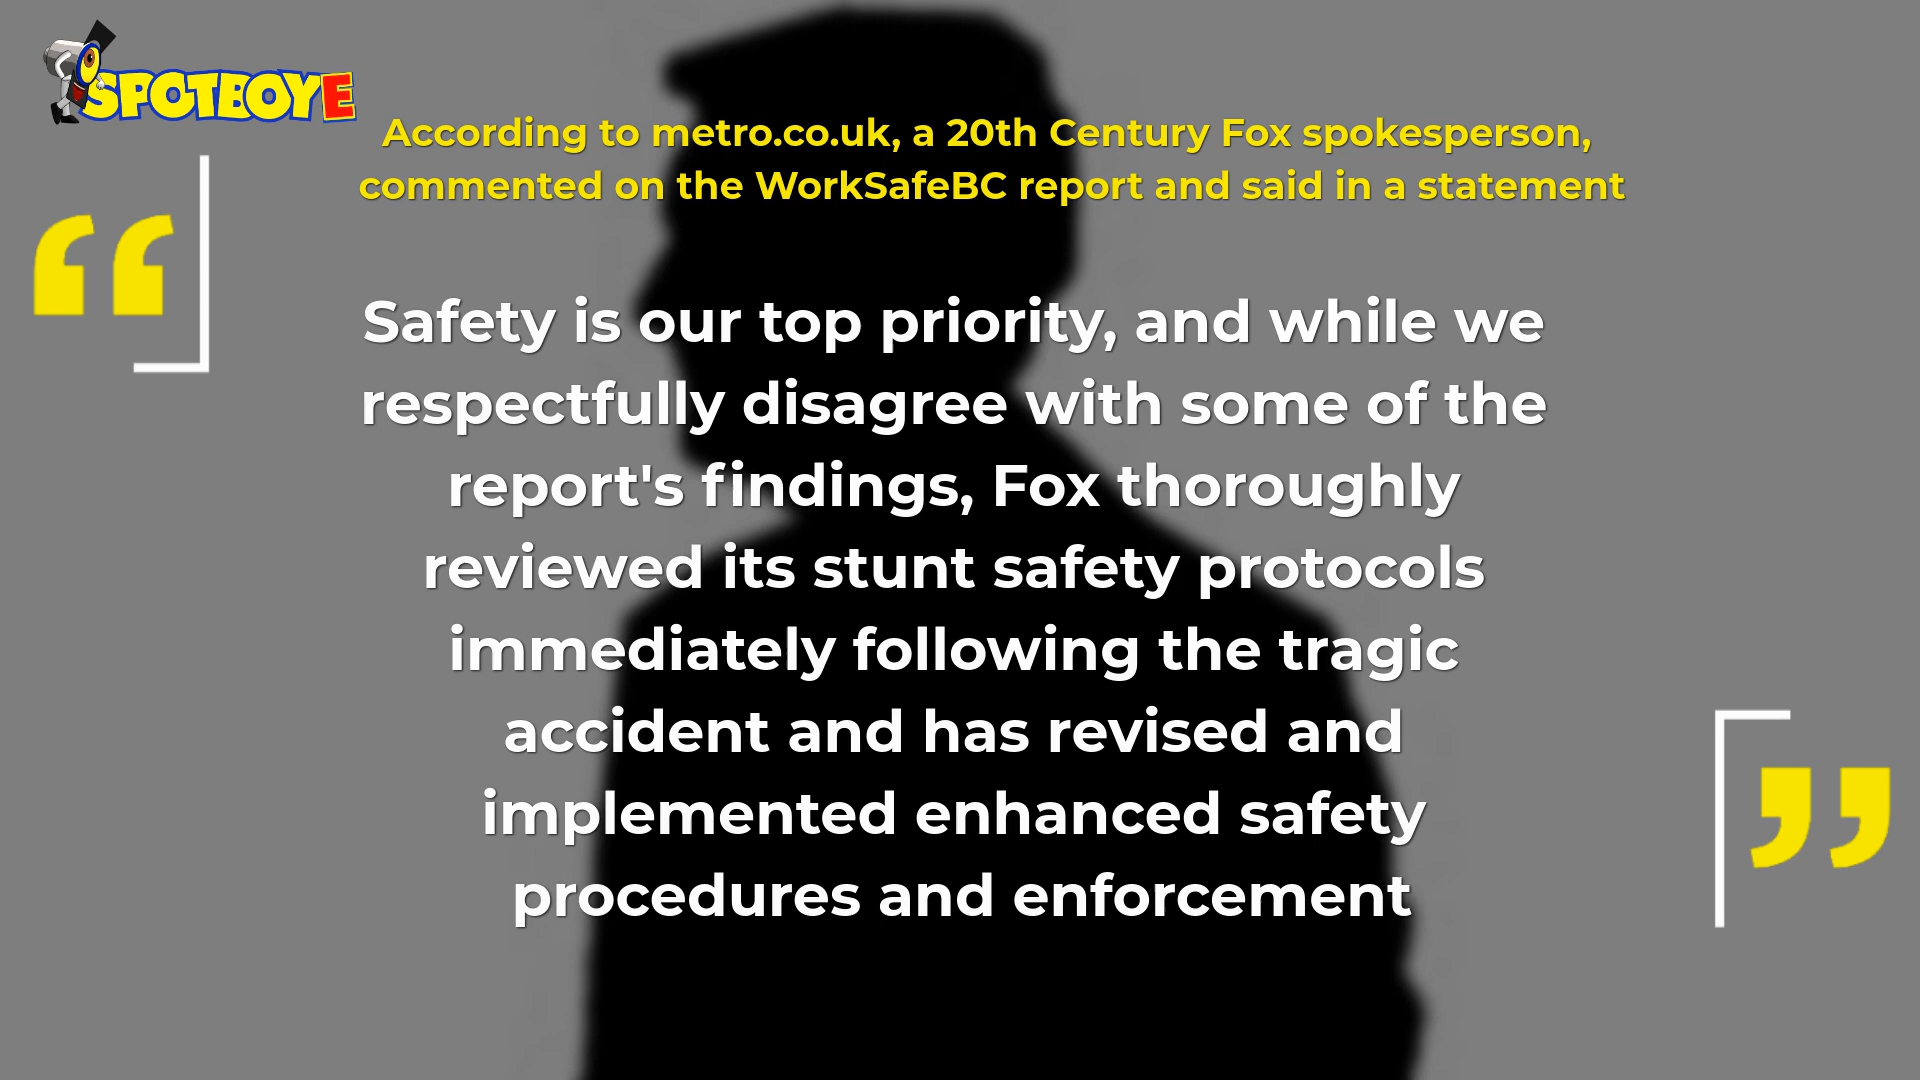 SPOTBOYE
According to metro.co.uk, a 20th Century Fox spokesperson,
commented on the WorkSafeBC report and said in a statement
“
Safety is our top priority, and while we
respectfully disagree with some of the
report's findings, Fox thoroughly
reviewed its stunt safety protocols
immediately following the tragic
accident and has revised and
implemented enhanced safety
procedures and enforcement
”